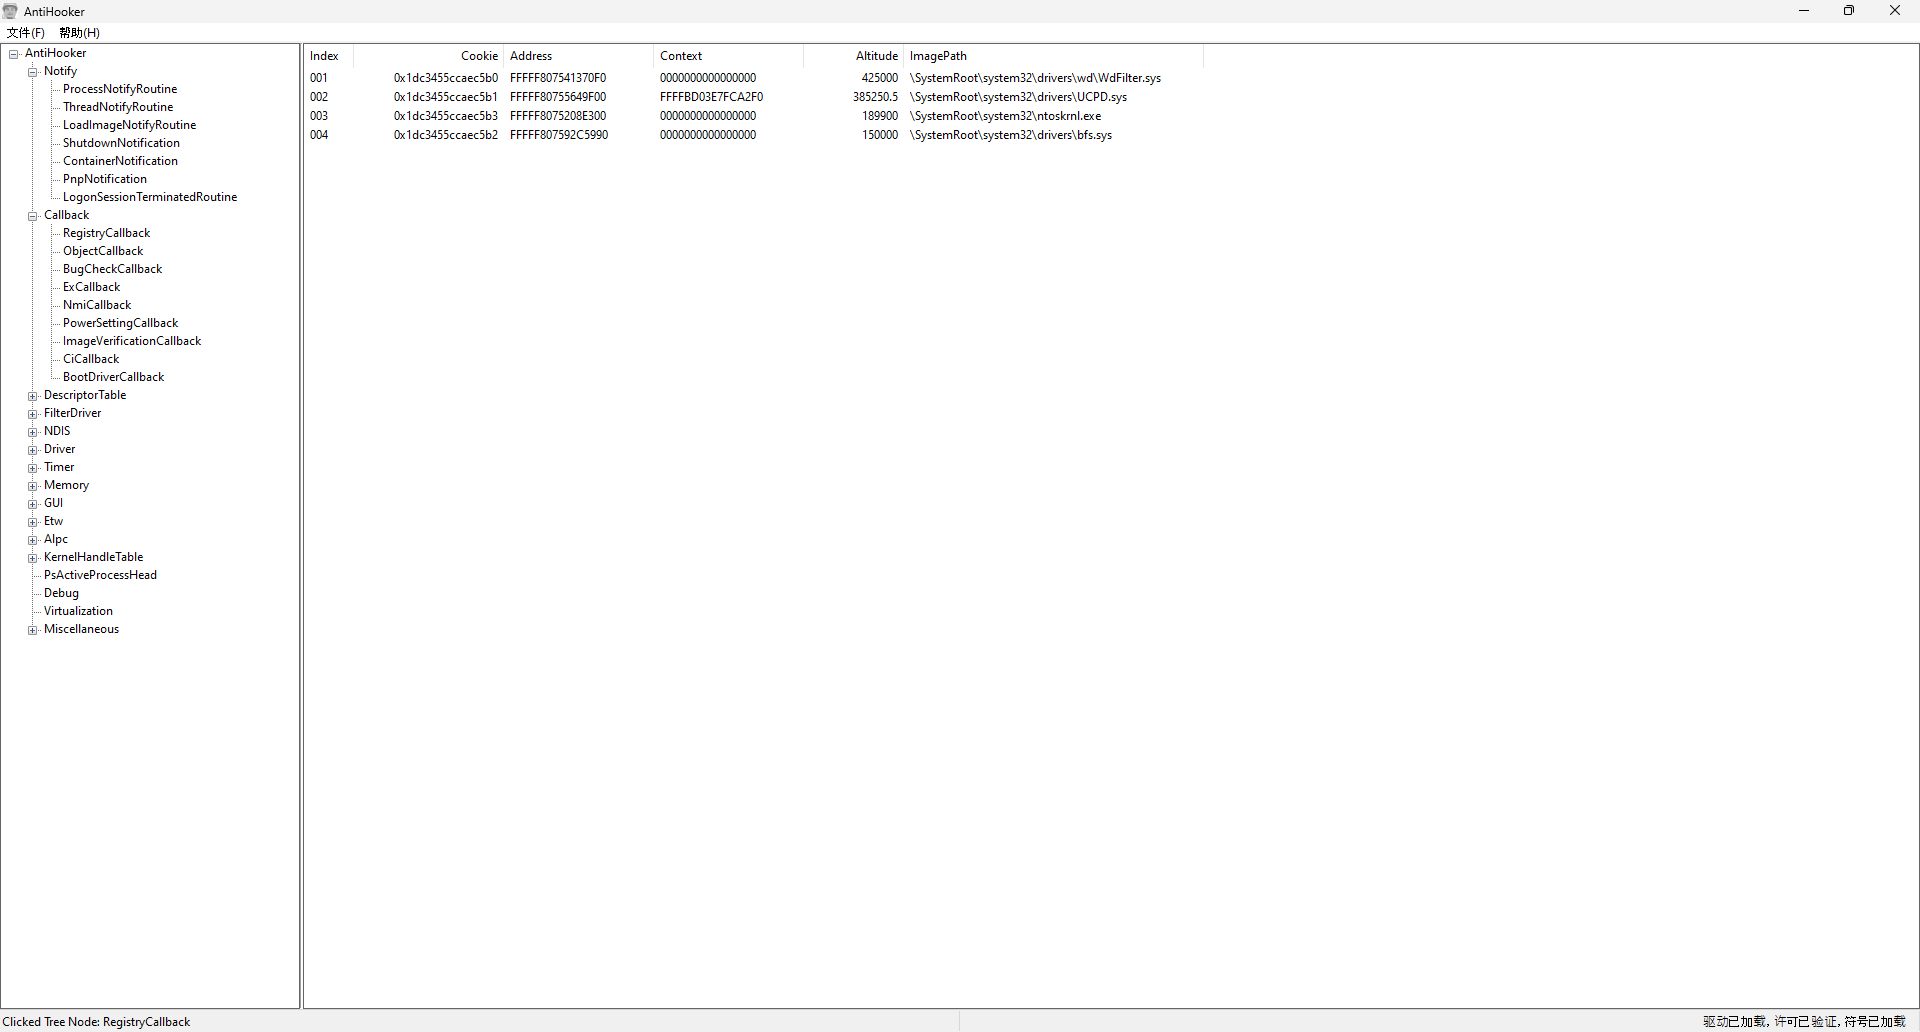 AntiHooker
文件(F) 帮助(H)
AntiHooker
Notify
ProcessNotifyRoutine
ThreadNotifyRoutine
LoadImageNotifyRoutine
ShutdownNotification
ContainerNotification
PnpNotification
LogonSessionTerminatedRoutine
Callback
RegistryCallback
ObjectCallback
BugCheckCallback
ExCallback
NmiCallback
PowerSettingCallback
ImageVerificationCallback
CiCallback
BootDriverCallback
DescriptorTable
FilterDriver
NDIS
Driver
Timer
Memory
GUI
Etw
Alpc
KernelHandleTable
PsActiveProcessHead
Debug
Virtualization
Miscellaneous
Index Cookie Address Context Altitude ImagePath
001 0x1dc3455ccaec5b0 FFFFF807541370F0 0000000000000000 425000 \SystemRoot\system32\drivers\wd\WdFilter.sys
002 0x1dc3455ccaec5b1 FFFFF80755649F00 FFFFBD03E7FCA2F0 385250.5 \SystemRoot\system32\drivers\UCPD.sys
003 0x1dc3455ccaec5b3 FFFFF8075208E300 0000000000000000 189900 \SystemRoot\system32\ntoskrnl.exe
004 0x1dc3455ccaec5b2 FFFFF807592C5990 0000000000000000 150000 \SystemRoot\system32\drivers\bfs.sys
Clicked Tree Node: RegistryCallback
驱动已加载, 许可已验证, 符号已加载